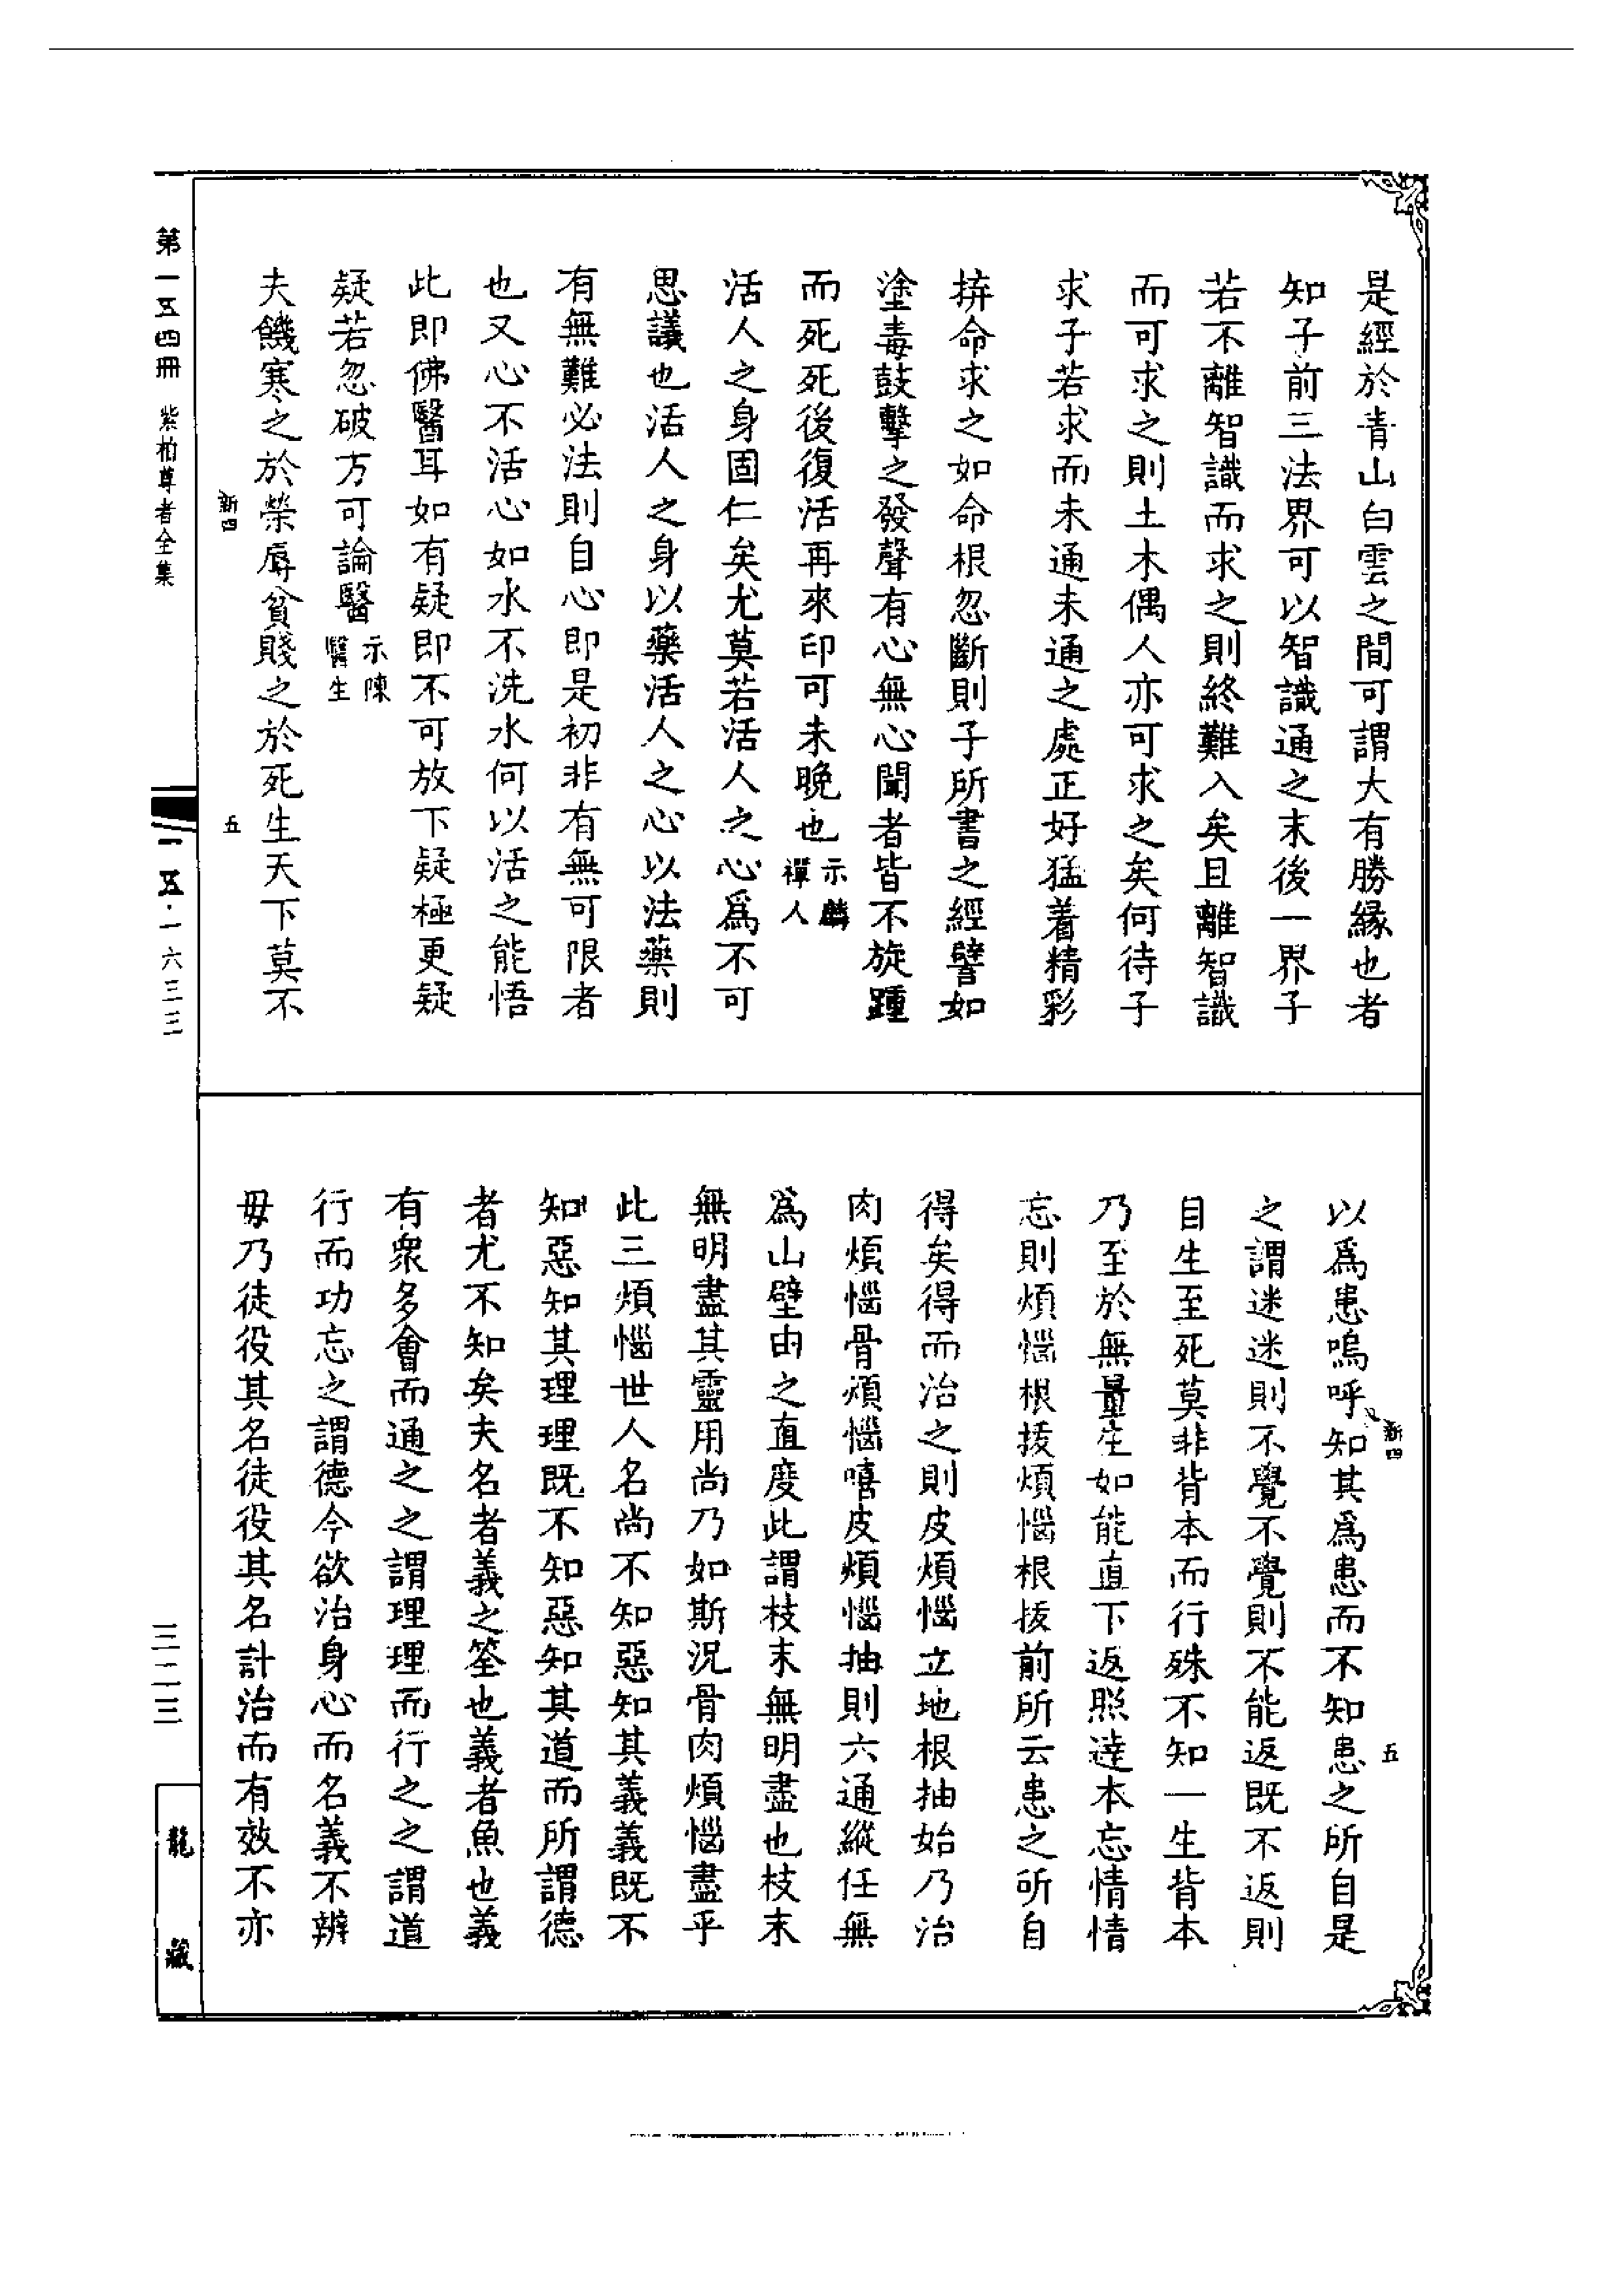 是經於青山白雲之間可謂大有勝緣也者
知子前三法界可以智識通之末後一界子
若不離智識而求之則終難入矣且離智識
而可求之則土木偶人亦可求之矣何待子
求子若求而未通未通之處正好猛着精彩
拚命求之如命根忽斷則子所書之經譬如
塗毒鼓擊之發聲有心無心聞者皆不旋踵
而死死後復活再來印可未晚也示麟禪人
活人之身固仁矣尤莫若活人之心爲不可
思議也活人之身以藥活人之心以法藥則
有無難必法則自心即是初非有無可限者
也又心不活心如水不洗水何以活之能悟
此即佛醫耳如有疑即不可放下疑極更疑
疑若忽破方可論醫示陳醫生
夫饑寒之於榮辱貧賤之於死生天下莫不
新四 五
以爲患嗚呼知其爲患而不知患之所自是
之謂迷迷則不覺不覺則不能返既不返則
自生至死莫非背本而行殊不知一生背本
乃至於無量生如能直下返照達本忘情情
忘則煩惱根拔煩惱根拔前所云患之所自
得矣得而治之則皮煩惱立地根抽始乃治
肉煩惱骨煩惱嘻皮煩惱抽則六通縱任無
爲山壁由之直度此謂枝末無明盡也枝末
無明盡其靈用尚乃如斯況骨肉煩惱盡乎
此三煩惱世人名尚不知惡知其義義既不
知惡知其理理既不知惡知其道而所謂德
者尤不知矣夫名者義之筌也義者魚也義
有衆多會而通之之謂理理而行之之謂道
行而功忘之謂德今欲治身心而名義不辨
毋乃徒役其名徒役其名計治而有效不亦
新四 五
第一五四冊 紫柏尊者全集
一五五·一六三三
三二三
龍藏